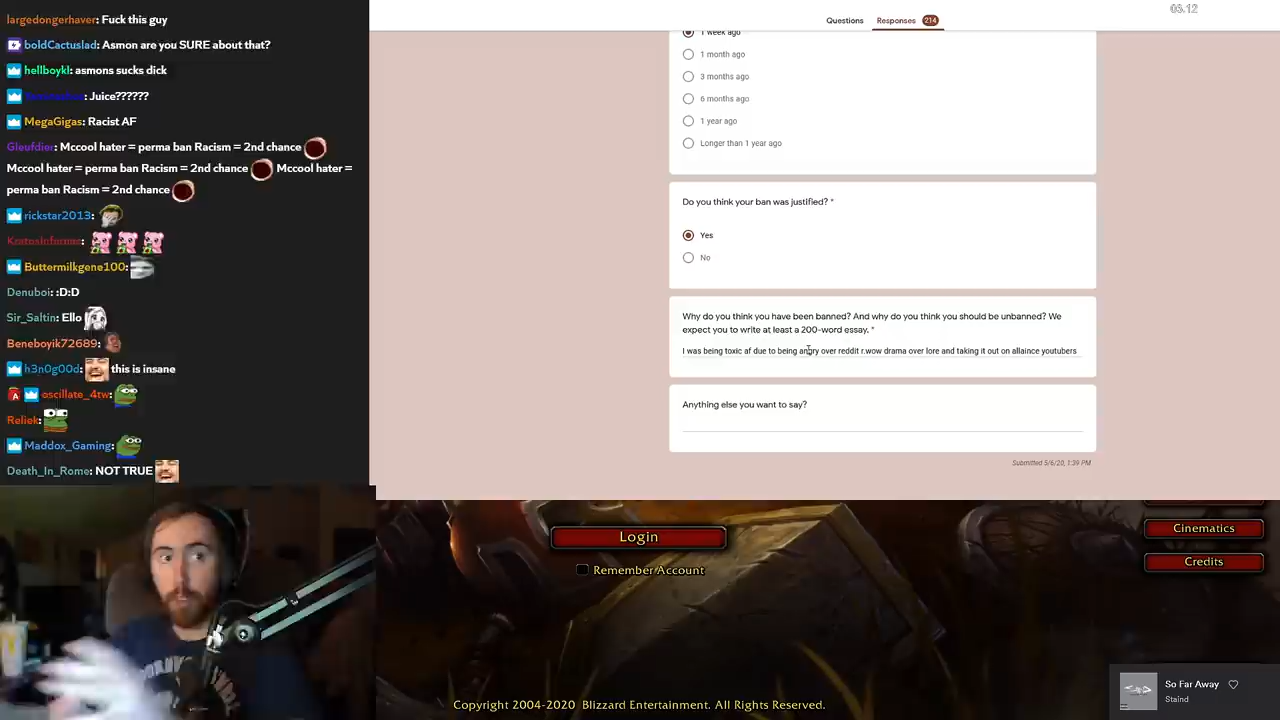 largedongerhaver: Fuck this guy
boldCactuslad: Asmon are you SURE about that?
hellboykl: asmons sucks dick
: Juice??????
MegaGigas: Racist AF
Gleufdier: Mccool hater = perma ban Racism = 2nd chance
Mccool hater = perma ban Racism = 2nd chance Mccool hater =
perma ban Racism = 2nd chance
rickstar2013:
Buttermilkgene100:
Denuboi: :D:D
Sir_Saltin: Ello
Beneboeyik72689:
h3n0g00d: this is insane
oscillate_4tw:
Reliek:
Maddox_Gaming:
Death_In_Rome: NOT TRUE
Questions Responses 214
03.12
1 week ago
1 month ago
3 months ago
6 months ago
1 year ago
Longer than 1 year ago
Do you think your ban was justified? *
Yes
No
Why do you think you have been banned? And why do you think you should be unbanned? We
expect you to write at least a 200-word essay. *
I was being toxic af due to being angry over reddit r.wow drama over lore and taking it out on allaince youtubers
Anything else you want to say?
Submitted 5/6/20, 1:39 PM
Login
Remember Account
Cinematics
Credits
Copyright 2004-2020 Blizzard Entertainment. All Rights Reserved.
So Far Away
Staind